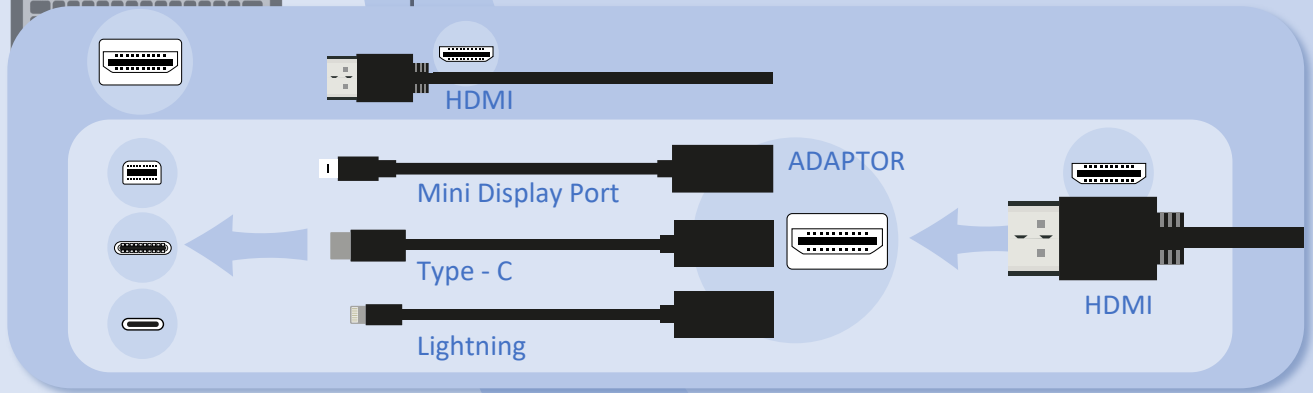 HDMI
ADAPTOR
Mini Display Port
Type - C
HDMI
Lightning